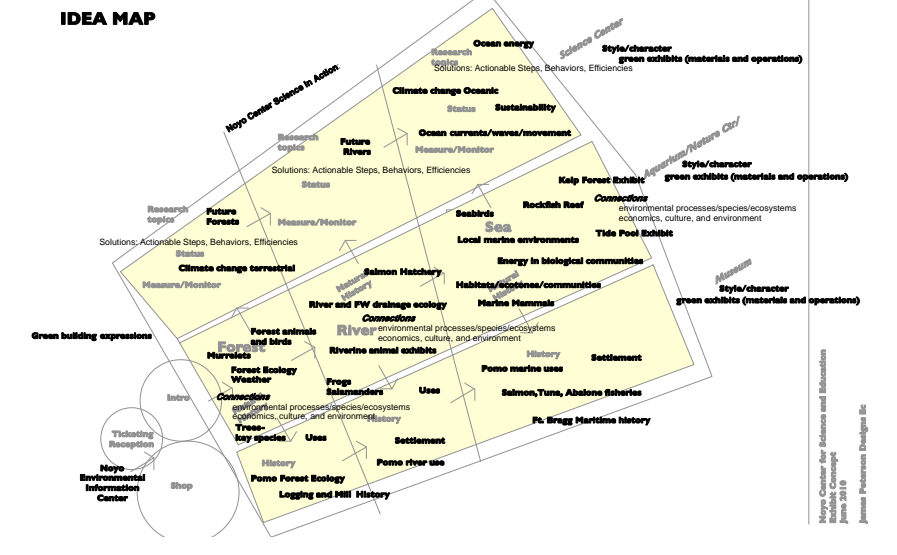 IDEA MAP
Ocean energy
Research
topics
Solutions: Actionable Steps, Behaviors, Efficiencies
Science Center
Style/character
green exhibits (materials and operations)
Noyo Center Science in Action:
Climate change Oceanic
Status
Sustainability
Ocean currents/waves/movement
Measure/Monitor
Research
topics
Future
Rivers
Solutions: Actionable Steps, Behaviors, Efficiencies
Status
Aquarium/Nature Ctr/
Style/character
green exhibits (materials and operations)
Kelp Forest Exhibit
Connections
environmental processes/species/ecosystems
economics, culture, and environment
Rockfish Reef
Seabirds
Sea
Tide Pool Exhibit
Local marine environments
Research
topics
Future
Forests
Measure/Monitor
Solutions: Actionable Steps, Behaviors, Efficiencies
Status
Climate change terrestrial
Measure/Monitor
Energy in biological communities
Salmon Hatchery
Natural
History
Natural
History
Habitats/ecotones/communities
Marine Mammals
River and FW drainage ecology
Connections
River
environmental processes/species/ecosystems
economics, culture, and environment
Riverine animal exhibits
Museum
Style/character
green exhibits (materials and operations)
Green building expressions
Forest animals
and birds
Forest
Murrelets
Forest Ecology
Weather
Connections
environmental processes/species/ecosystems
economics, culture, and environment
Trees-
key species
Uses
Frogs
Salamanders
Uses
History
Settlement
Pomo marine uses
Salmon,Tuna, Abalone fisheries
Ft. Bragg Maritime history
History
Settlement
Pomo river use
History
Pomo Forest Ecology
Logging and Mill History
Intro
Ticketing
Reception
Noyo
Environmental
Information
Center
Shop
Noyo Center for Science and Education
Exhibit Concept
June 2010
James Peterson Designs llc